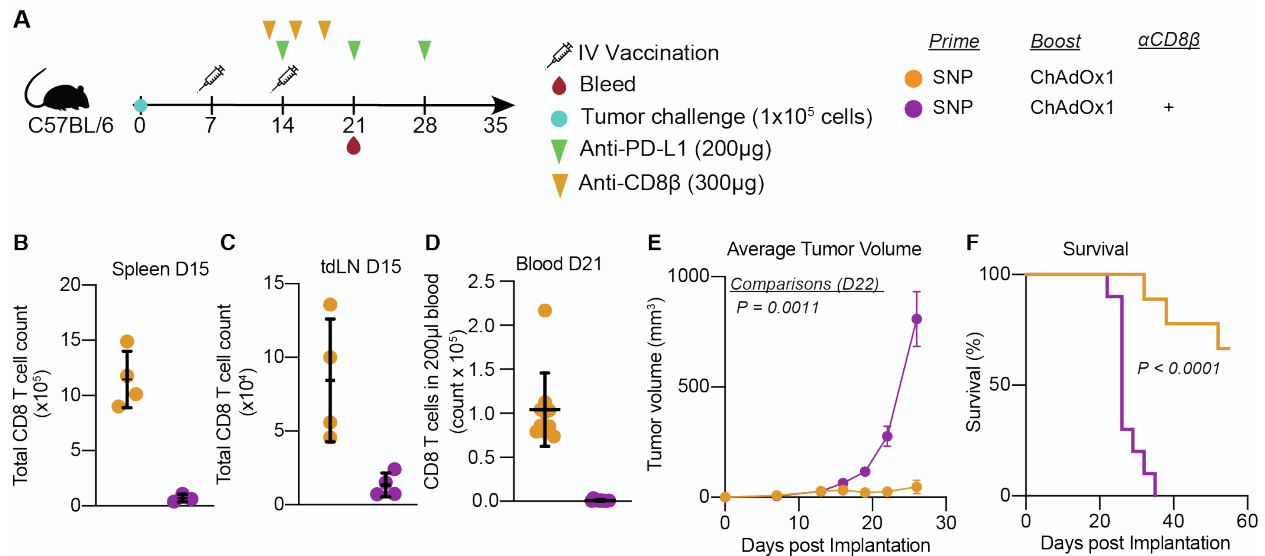 A
C57BL/6
0 7 14 21 28 35
IV Vaccination
Bleed
Tumor challenge (1x10⁵ cells)
Anti-PD-L1 (200µg)
Anti-CD8β (300µg)
Prime Boost αCD8β
SNP ChAdOx1
SNP ChAdOx1 +
B
Spleen D15
Total CD8 T cell count
(x10⁵)
20
15
10
5
0
C
tdLN D15
Total CD8 T cell count
(x10⁴)
15
10
5
0
D
Blood D21
CD8 T cells in 200µl blood
(count x 10⁵)
2.5
2.0
1.5
1.0
0.5
0.0
E
Average Tumor Volume
Comparisons (D22)
P = 0.0011
Tumor volume (mm³)
1000
500
0
0 10 20 30
Days post Implantation
F
Survival
P < 0.0001
Survival (%)
100
50
0
0 20 40 60
Days post Implantation